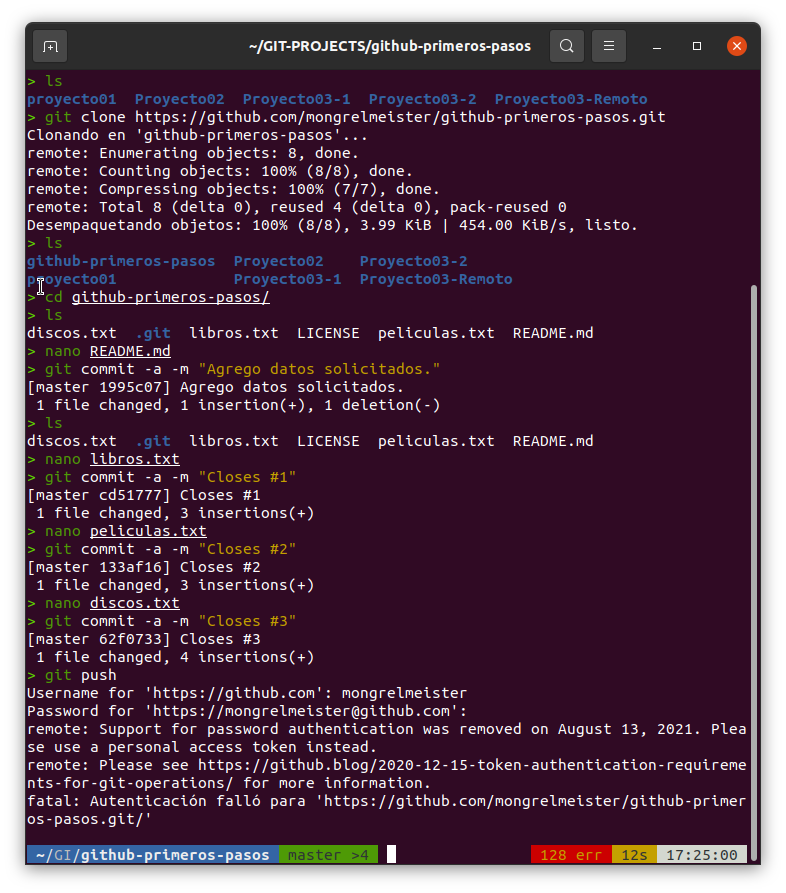 ~/GIT-PROJECTS/github-primeros-pasos
> ls
proyecto01  Proyecto02  Proyecto03-1  Proyecto03-2  Proyecto03-Remoto
> git clone https://github.com/mongrelmeister/github-primeros-pasos.git
Clonando en 'github-primeros-pasos'...
remote: Enumerating objects: 8, done.
remote: Counting objects: 100% (8/8), done.
remote: Compressing objects: 100% (7/7), done.
remote: Total 8 (delta 0), reused 4 (delta 0), pack-reused 0
Desempaquetando objetos: 100% (8/8), 3.99 KiB | 454.00 KiB/s, listo.
> ls
github-primeros-pasos  Proyecto02    Proyecto03-2
proyecto01             Proyecto03-1  Proyecto03-Remoto
> cd github-primeros-pasos/
> ls
discos.txt  .git  libros.txt  LICENSE  peliculas.txt  README.md
> nano README.md
> git commit -a -m "Agrego datos solicitados."
[master 1995c07] Agrego datos solicitados.
 1 file changed, 1 insertion(+), 1 deletion(-)
> ls
discos.txt  .git  libros.txt  LICENSE  peliculas.txt  README.md
> nano libros.txt
> git commit -a -m "Closes #1"
[master cd51777] Closes #1
 1 file changed, 3 insertions(+)
> nano peliculas.txt
> git commit -a -m "Closes #2"
[master 133af16] Closes #2
 1 file changed, 3 insertions(+)
> nano discos.txt
> git commit -a -m "Closes #3"
[master 62f0733] Closes #3
 1 file changed, 4 insertions(+)
> git push
Username for 'https://github.com': mongrelmeister
Password for 'https://mongrelmeister@github.com':
remote: Support for password authentication was removed on August 13, 2021. Plea
se use a personal access token instead.
remote: Please see https://github.blog/2020-12-15-token-authentication-requireme
nts-for-git-operations/ for more information.
fatal: Autenticación falló para 'https://github.com/mongrelmeister/github-primer
os-pasos.git/'
~/GI/github-primeros-pasos  master >4  128 err  12s  17:25:00